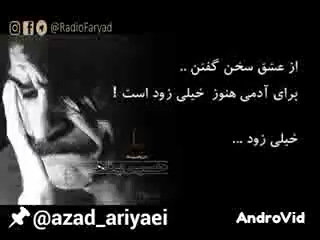 @RadioFaryad
از عشق سخن گفتن ..
برای آدمی هنوز خیلی زود است !
خیلی زود ...
@azad_ariyaei
AndroVid